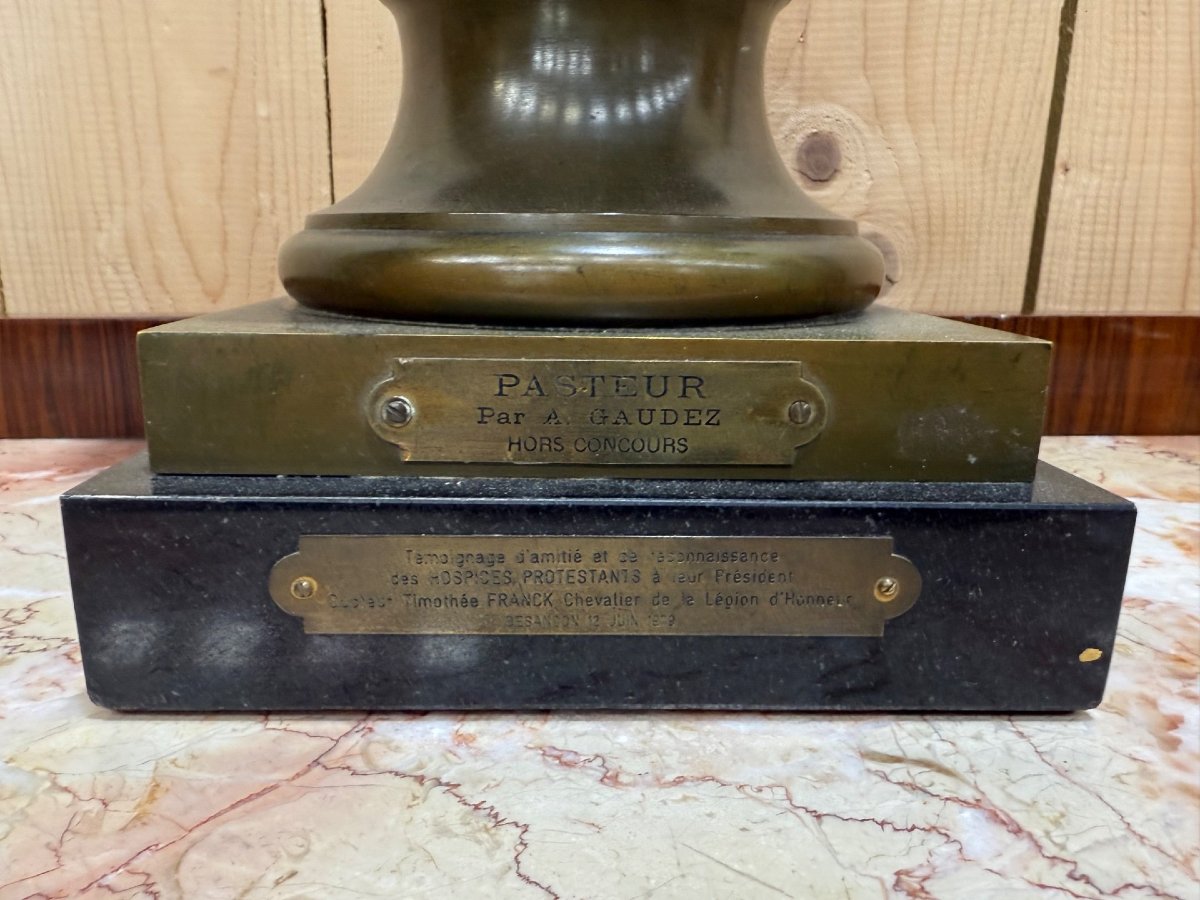 PASTEUR
Par A. GAUDEZ
HORS CONCOURS
Témoignage d'amitié et de reconnaissance
des HOSPICES PROTESTANTS à leur Président
Docteur Timothée FRANCK Chevalier de la Légion d'Honneur
BESANÇON JUIN